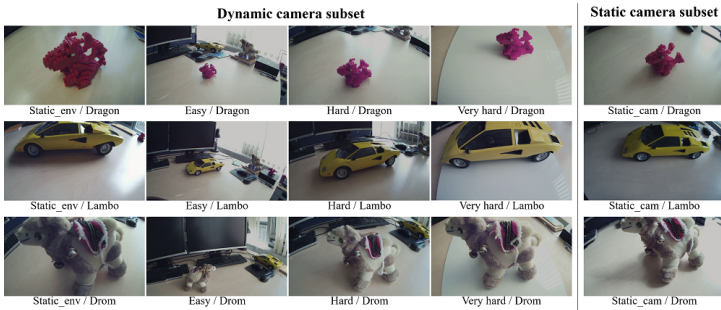 Dynamic camera subset
Static camera subset
Static_env / Dragon
Easy / Dragon
Hard / Dragon
Very hard / Dragon
Static_cam / Dragon
Static_env / Lambo
Easy / Lambo
Hard / Lambo
Very hard / Lambo
Static_cam / Lambo
Static_env / Drom
Easy / Drom
Hard / Drom
Very hard / Drom
Static_cam / Drom